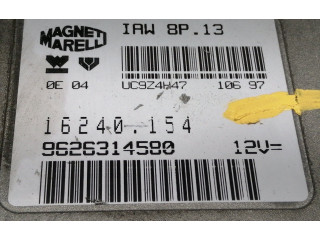 MAGNETI
MARELLI
IAW 8P.13
0E 04
UC9Z4W47
106 97
16240.154
9626314580
12V=